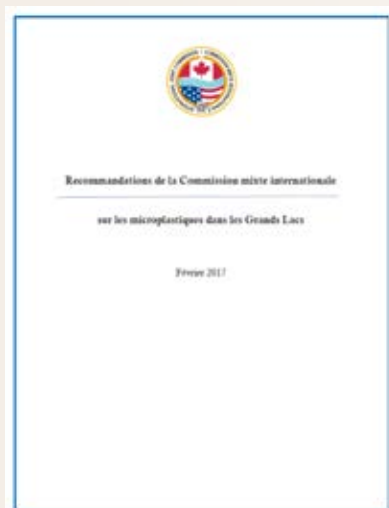 Recommandations de la Commission mixte internationale
sur les microplastiques dans les Grands Lacs
Février 2017